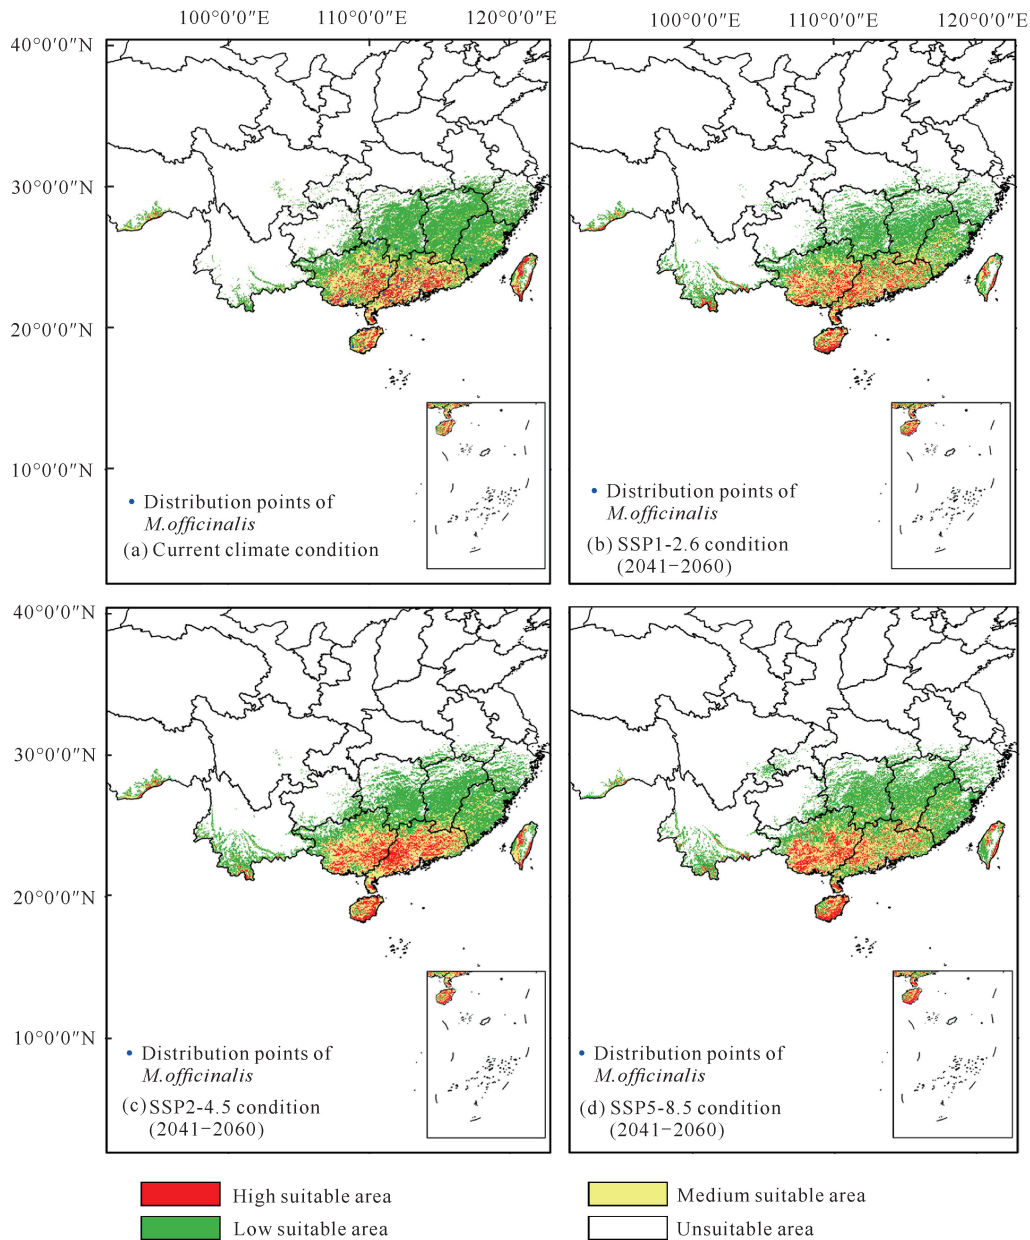 100°0′0″E 110°0′0″E 120°0′0″E 100°0′0″E 110°0′0″E 120°0′0″E
40°0′0″N
30°0′0″N
20°0′0″N
10°0′0″N
Distribution points of
M.officinalis
(a) Current climate condition
Distribution points of
M.officinalis
(b) SSP1-2.6 condition
(2041−2060)
40°0′0″N
30°0′0″N
20°0′0″N
10°0′0″N
Distribution points of
M.officinalis
(c) SSP2-4.5 condition
(2041−2060)
Distribution points of
M.officinalis
(d) SSP5-8.5 condition
(2041−2060)
High suitable area
Medium suitable area
Low suitable area
Unsuitable area